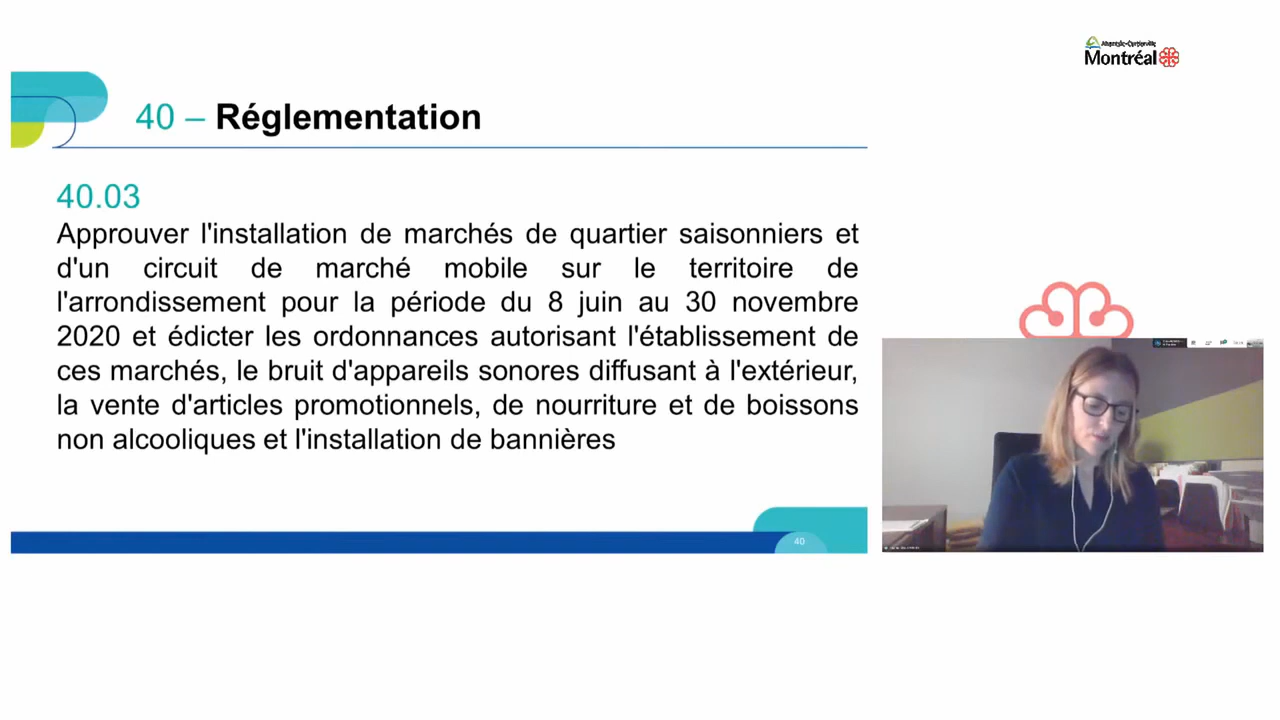 Ahuntsic-Cartierville
Montréal
40 – Réglementation
40.03
Approuver l'installation de marchés de quartier saisonniers et
d'un circuit de marché mobile sur le territoire de
l'arrondissement pour la période du 8 juin au 30 novembre
2020 et édicter les ordonnances autorisant l'établissement de
ces marchés, le bruit d'appareils sonores diffusant à l'extérieur,
la vente d'articles promotionnels, de nourriture et de boissons
non alcooliques et l'installation de bannières
40